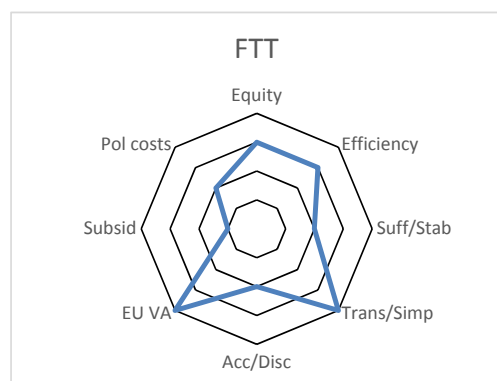 FTT
Equity
Pol costs
Efficiency
Subsid
Suff/Stab
EU VA
Trans/Simp
Acc/Disc